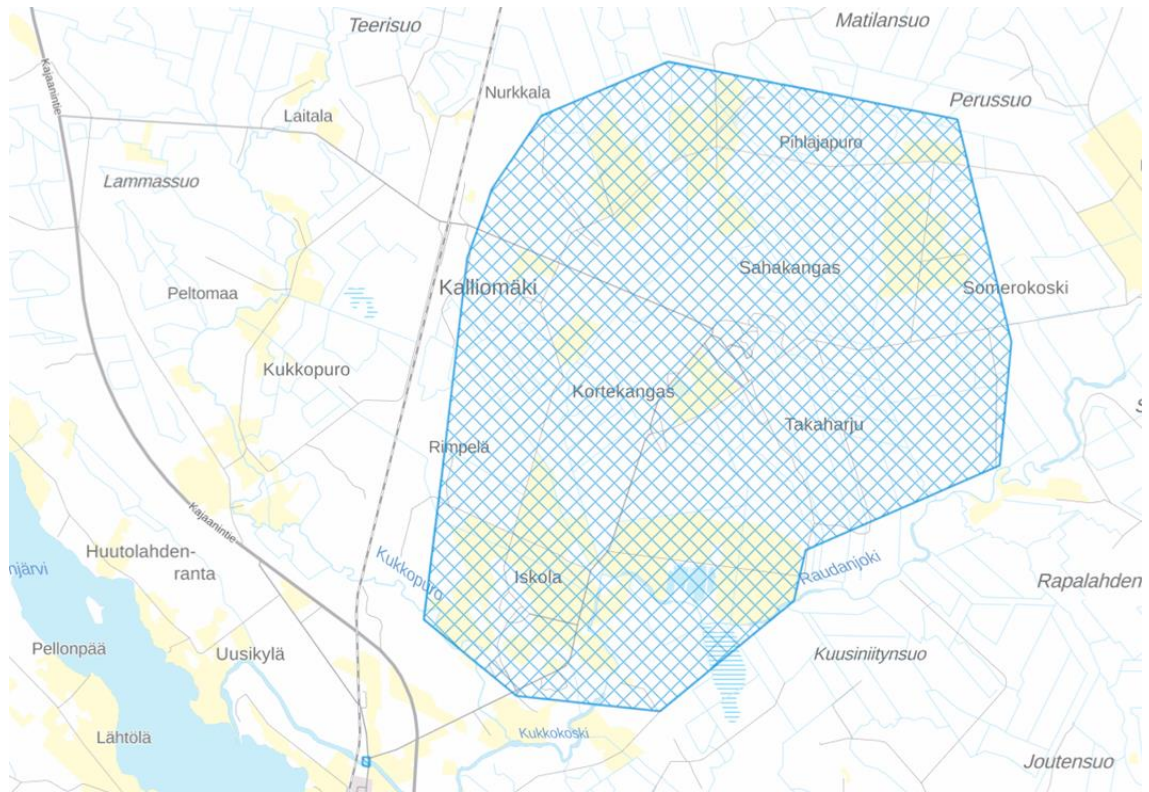 Teerisuo
Matilansuo
Kajaanintie
Nurkkala
Perussuo
Laitala
Pihlajapuro
Lammassuo
Sahakangas
Kalliomäki
Somerokoski
Peltomaa
Kukkopuro
Kortekangas
Takaharju
Rimpelä
Kajaanintie
Huutolahden-
ranta
njärvi
Kukkopuro
Iskola
Raudanjoki
Rapalahden
Pellonpää
Uusikylä
Kuusiniitynsuo
Lähtölä
Kukkokoski
Joutensuo